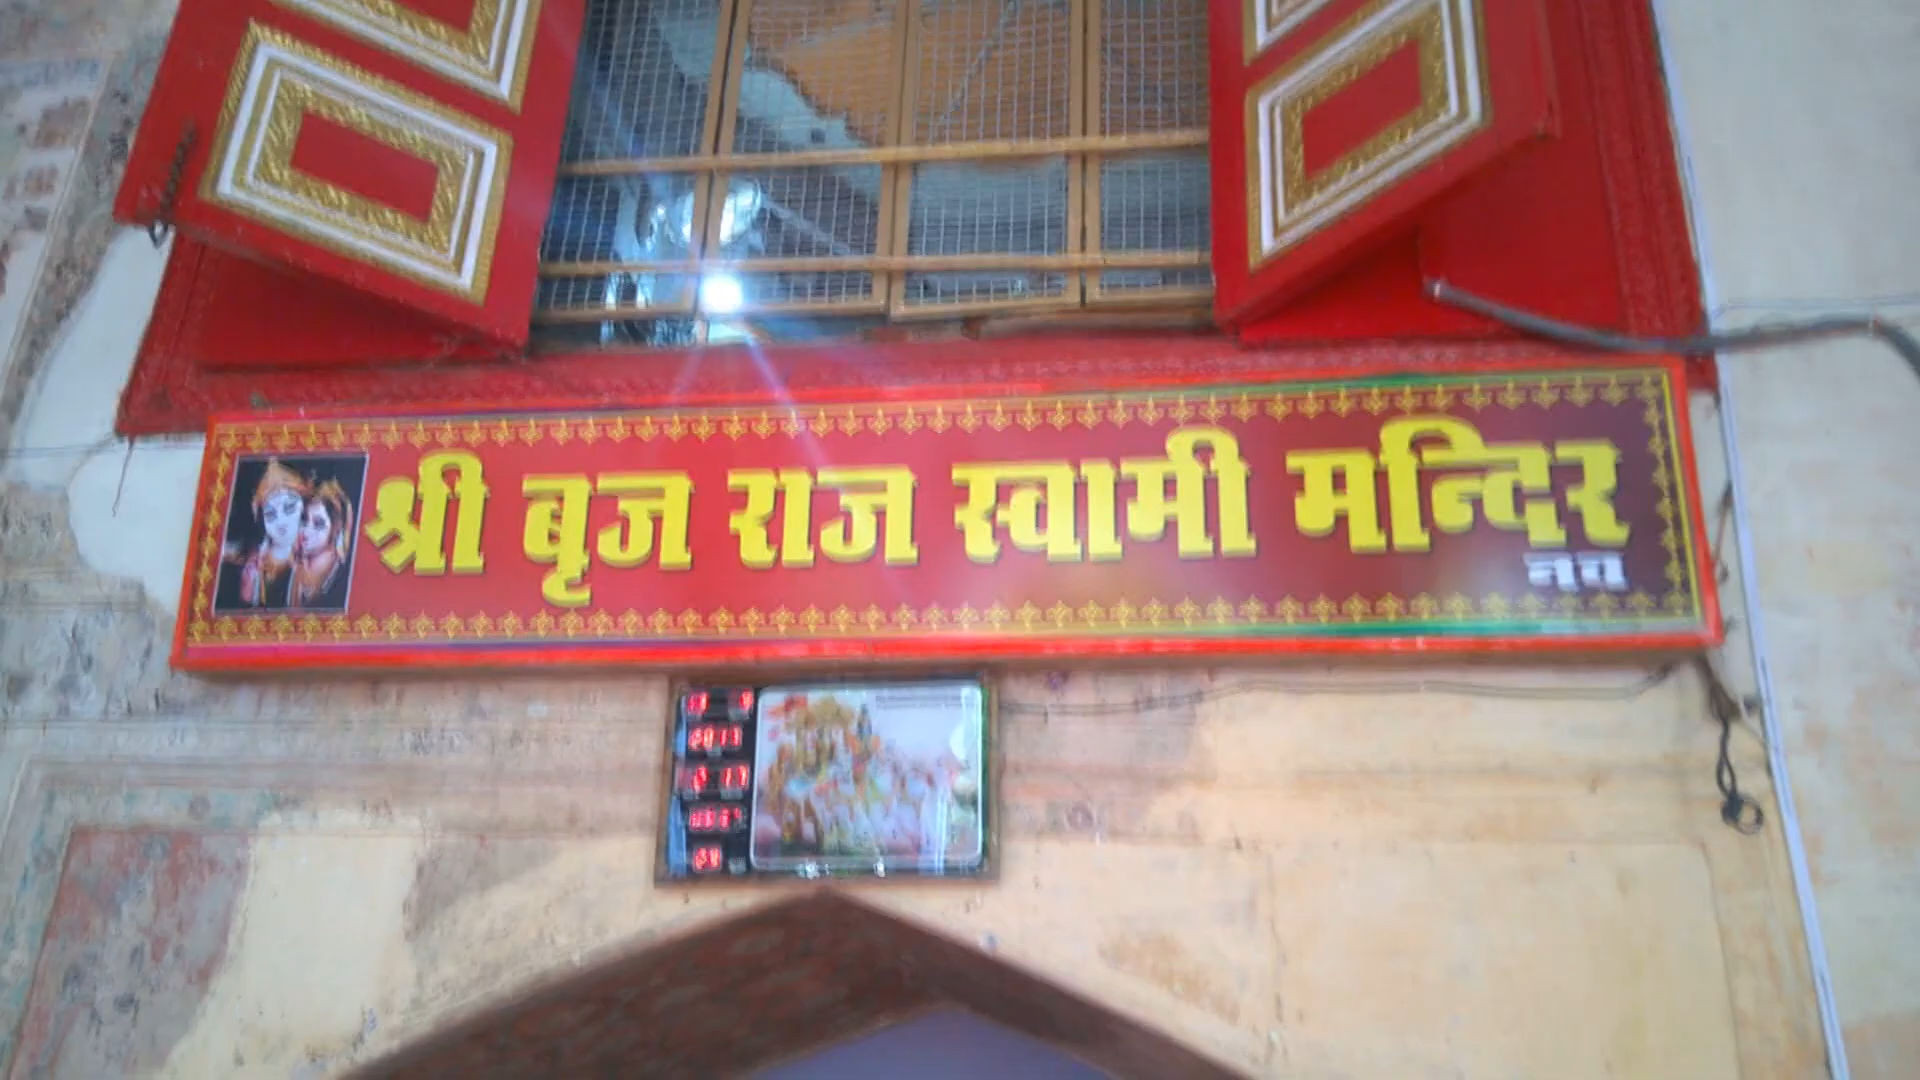 श्री बृज राज स्वामी मन्दिर